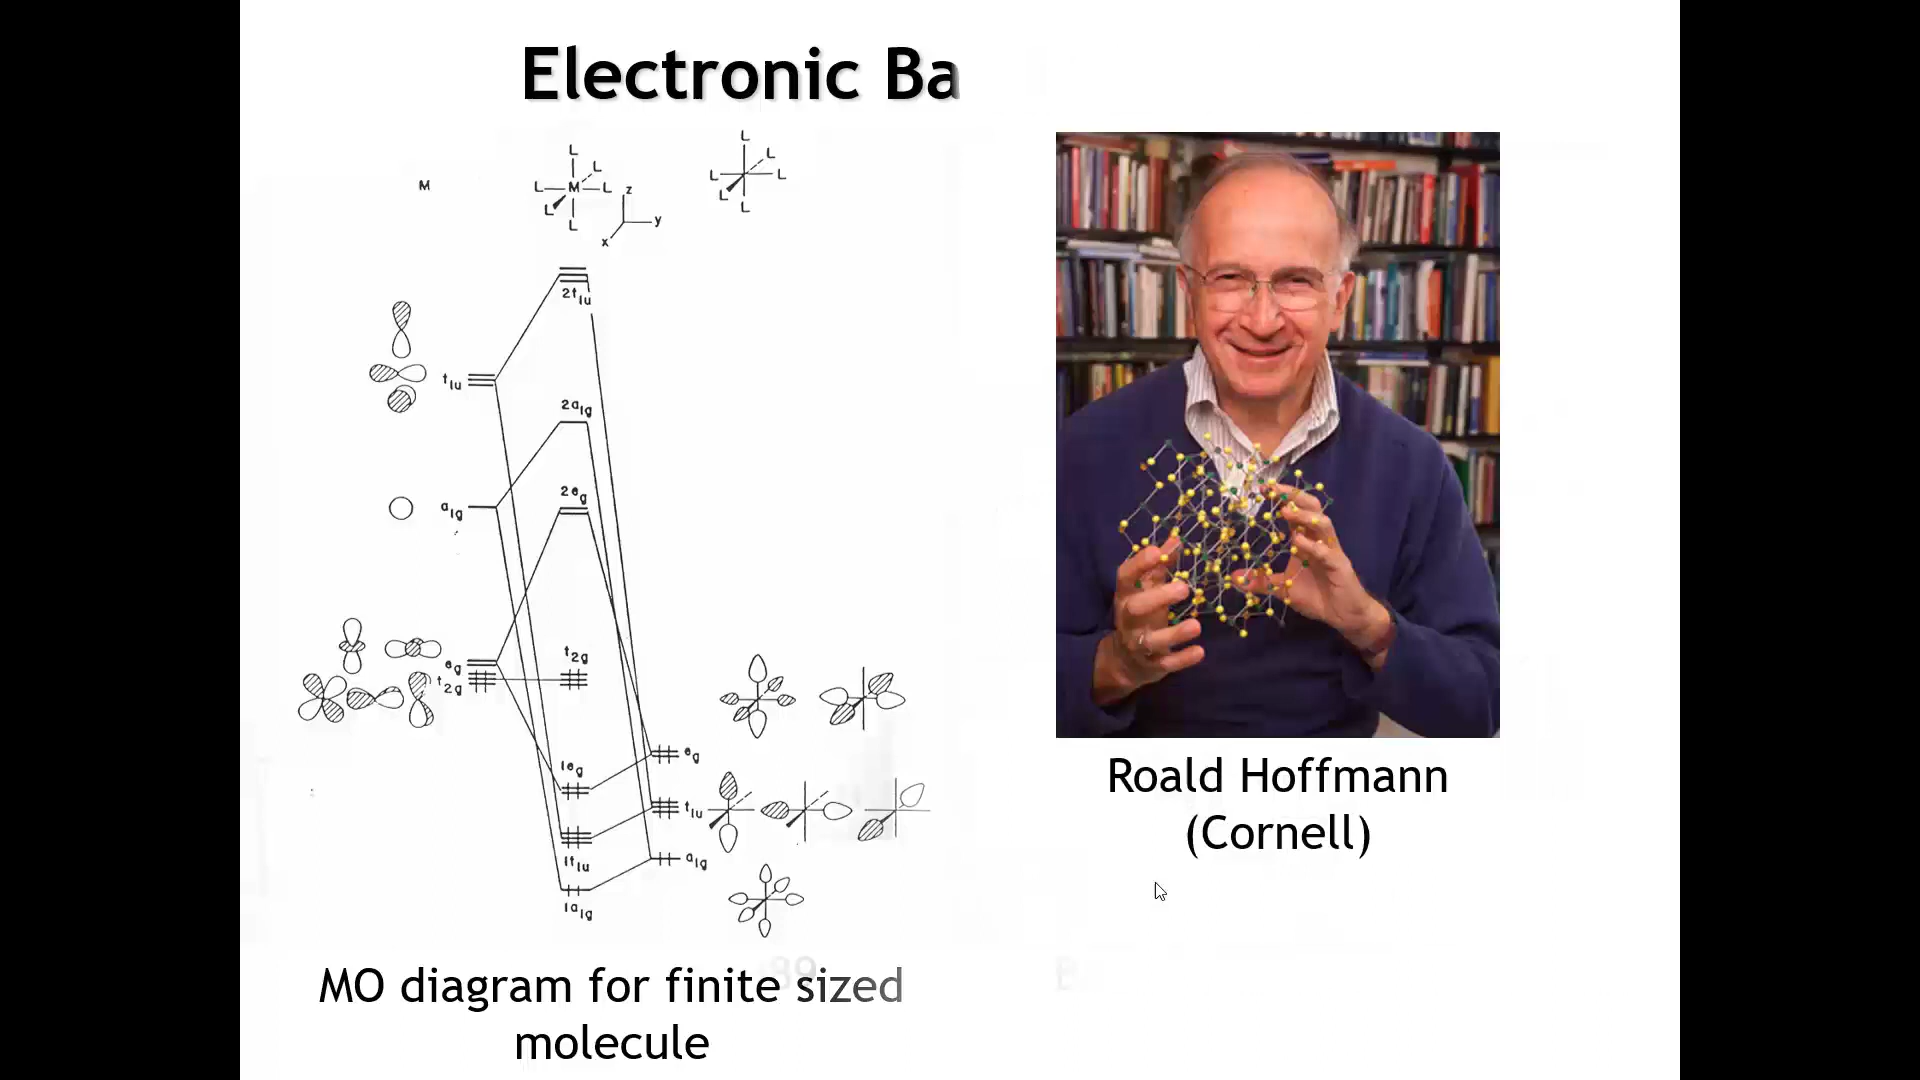 Electronic Ba
M
L
L
L M L
L
L
z
y
x
L
L
L L
L
L
2t1u
t1u
2a1g
a1g
2eg
eg
t2g
t2g
1eg
eg
t1u
1t1u
a1g
1a1g
Roald Hoffmann
(Cornell)
MO diagram for finite sized
molecule